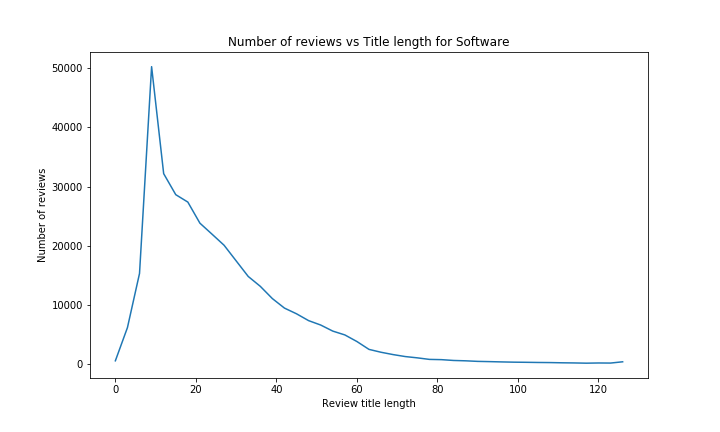 Number of reviews vs Title length for Software
50000
40000
30000
20000
10000
0
Number of reviews
0 20 40 60 80 100 120
Review title length